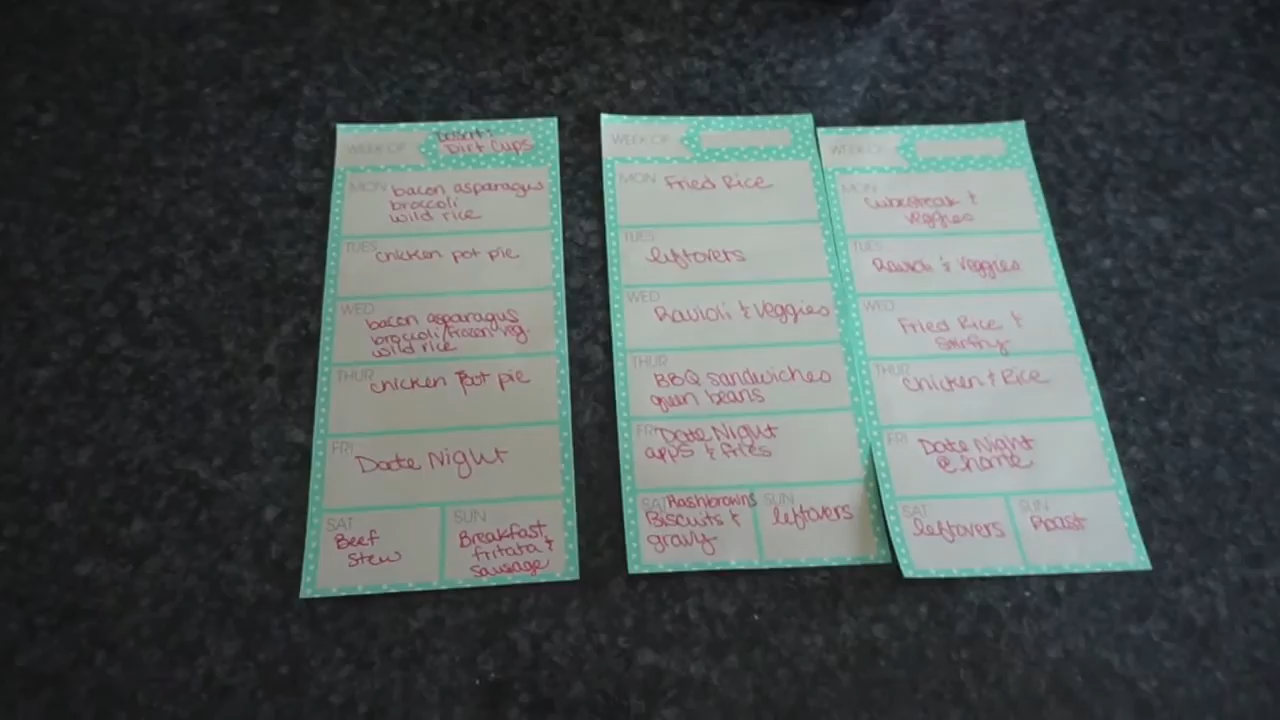 WEEK OF
Desert:
Dirt Cups
MON bacon asparagus
broccoli
wild rice
TUES chicken pot pie
WED
bacon asparagus
broccoli/frozen veg.
wild rice
THUR chicken pot pie
FRI
Date Night
SAT
Beef
Stew
SUN
Breakfast
fritata &
sausage
WEEK OF
MON Fried Rice
TUES
leftovers
WED
Ravioli & Veggies
THUR
BBQ sandwiches
green beans
FRI Date Night
apps & fries
SAT Hashbrowns
Biscuits &
gravy
SUN
leftovers
WEEK OF
MON
Cubesteak &
veggies
TUES
Ravioli & Veggies
WED
Fried Rice &
Stirfry
THUR
Chicken & Rice
FRI
Date Night
@ home
SAT
leftovers
SUN
Roast